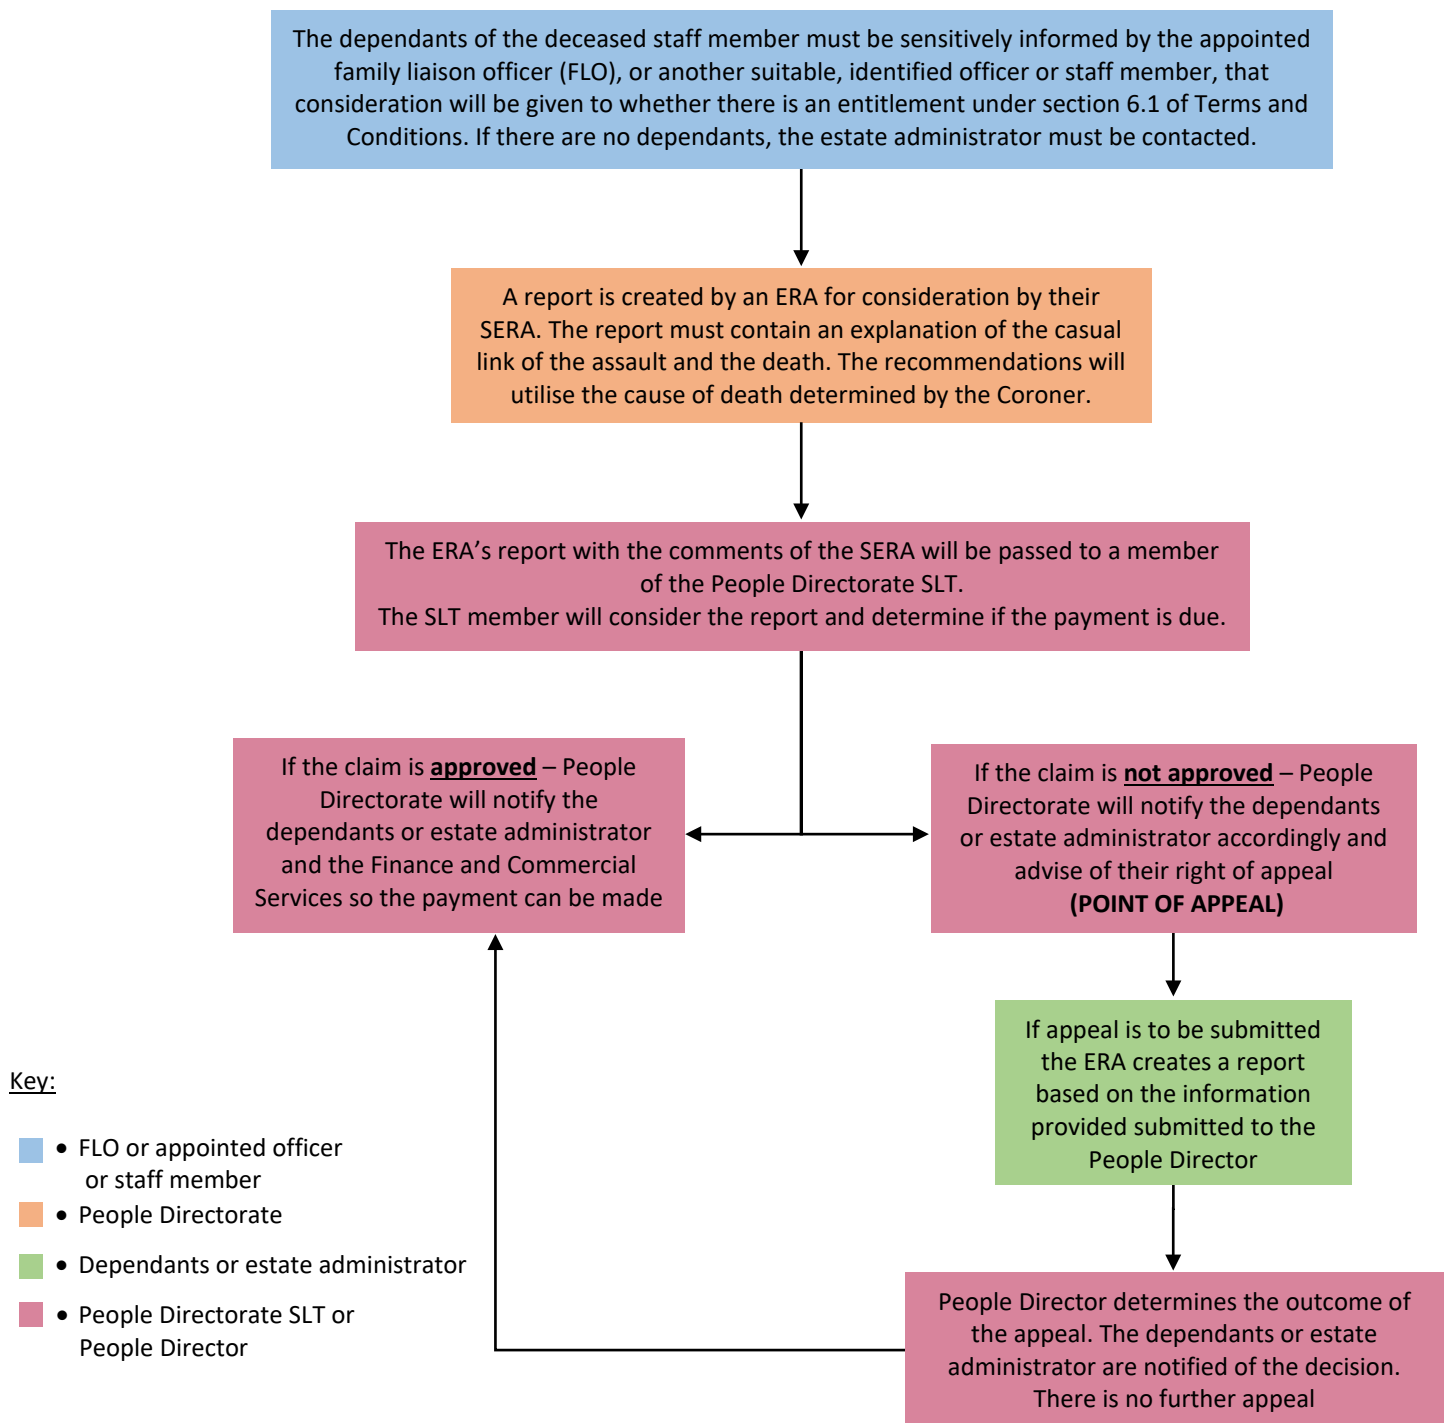 The dependants of the deceased staff member must be sensitively informed by the appointed
family liaison officer (FLO), or another suitable, identified officer or staff member, that
consideration will be given to whether there is an entitlement under section 6.1 of Terms and
Conditions. If there are no dependants, the estate administrator must be contacted.
A report is created by an ERA for consideration by their
SERA. The report must contain an explanation of the casual
link of the assault and the death. The recommendations will
utilise the cause of death determined by the Coroner.
The ERA’s report with the comments of the SERA will be passed to a member
of the People Directorate SLT.
The SLT member will consider the report and determine if the payment is due.
If the claim is approved – People
Directorate will notify the
dependants or estate administrator
and the Finance and Commercial
Services so the payment can be made
If the claim is not approved – People
Directorate will notify the dependants
or estate administrator accordingly and
advise of their right of appeal
(POINT OF APPEAL)
If appeal is to be submitted
the ERA creates a report
based on the information
provided submitted to the
People Director
People Director determines the outcome of
the appeal. The dependants or estate
administrator are notified of the decision.
There is no further appeal
Key:
• FLO or appointed officer
or staff member
• People Directorate
• Dependants or estate administrator
• People Directorate SLT or
People Director